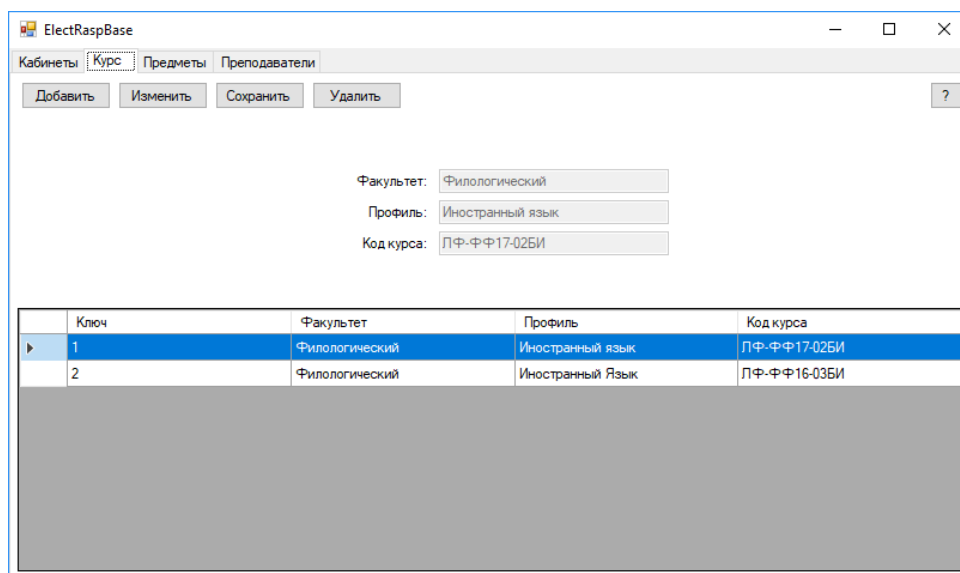 ElectRaspBase
Кабинеты Курс Предметы Преподаватели
Добавить Изменить Сохранить Удалить ?
Факультет: Филологический
Профиль: Иностранный язык
Код курса: ЛФ-ФФ17-02БИ
Ключ Факультет Профиль Код курса
1 Филологический Иностранный язык ЛФ-ФФ17-02БИ
2 Филологический Иностранный Язык ЛФ-ФФ16-03БИ